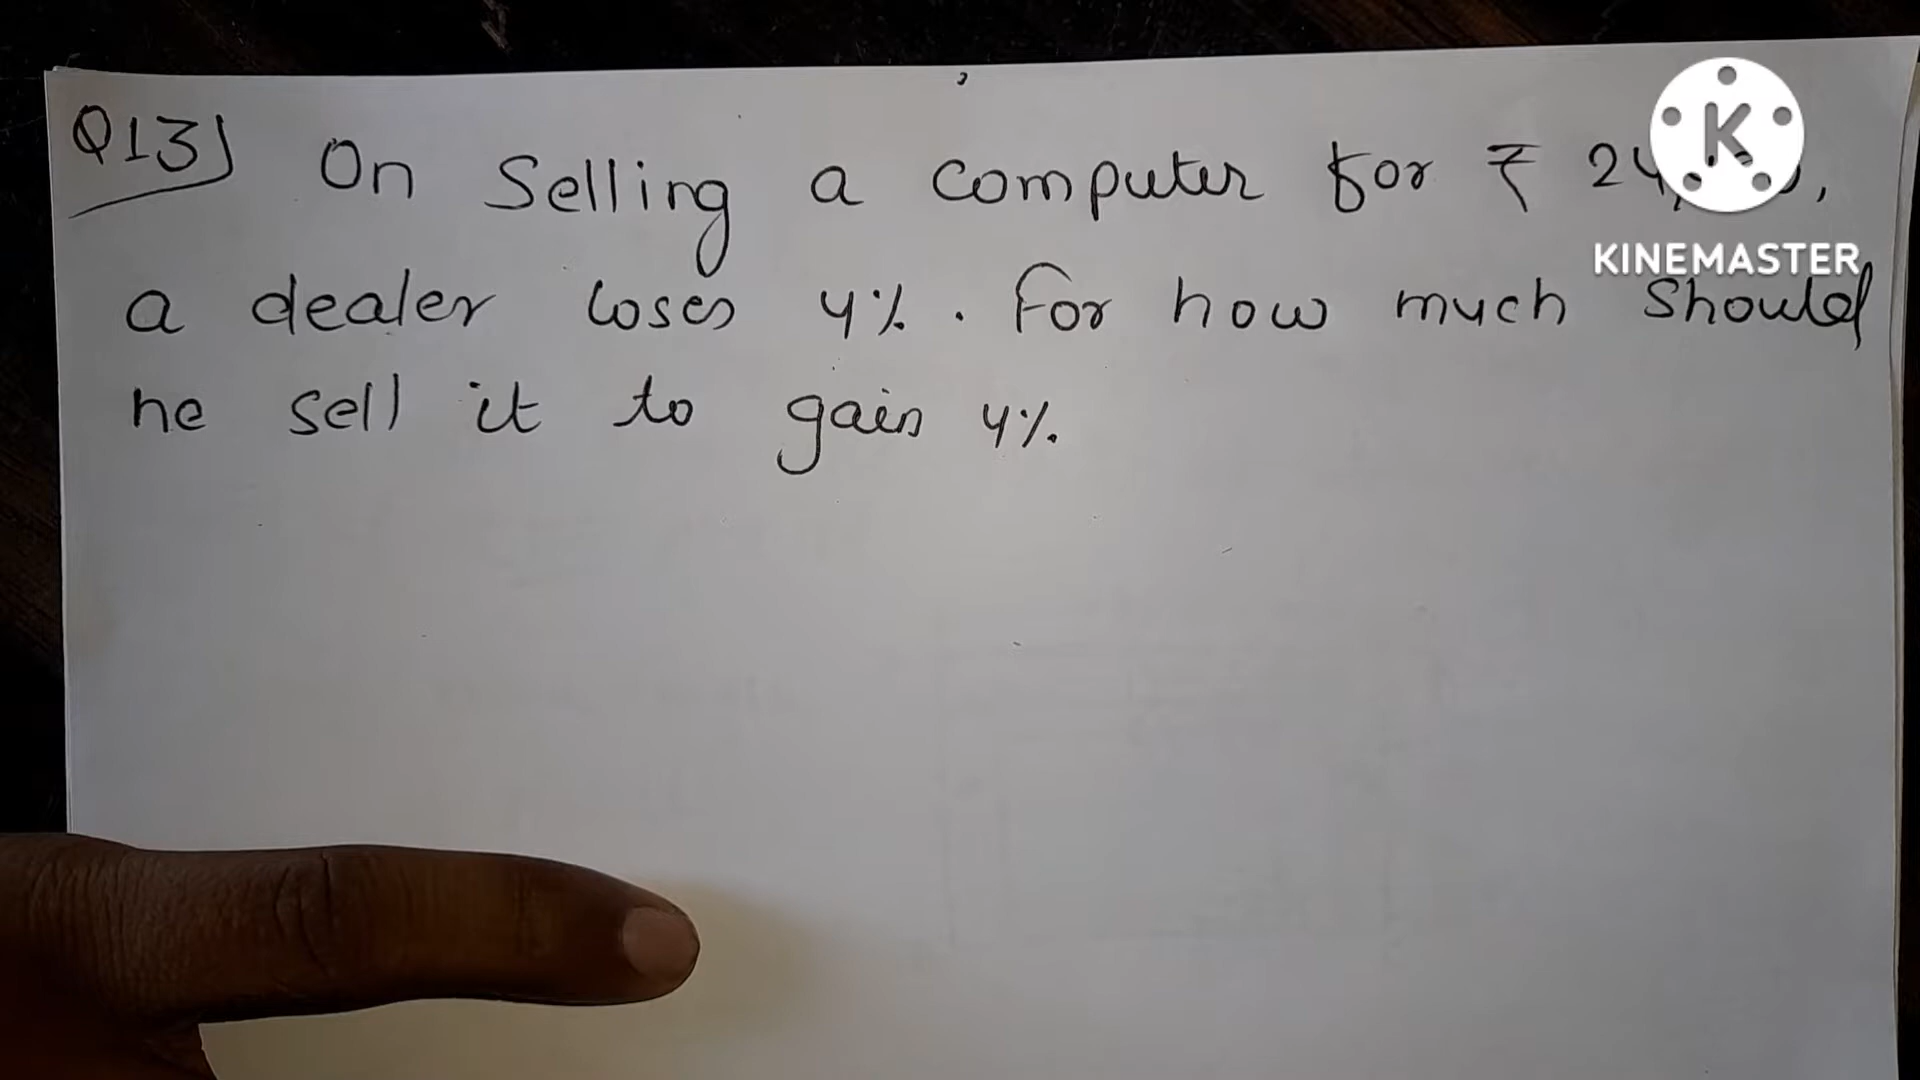 Q13) On Selling a computer for ₹
a dealer loses 4%. For how much should
he sell it to gain 4%.
K
KINEMASTER